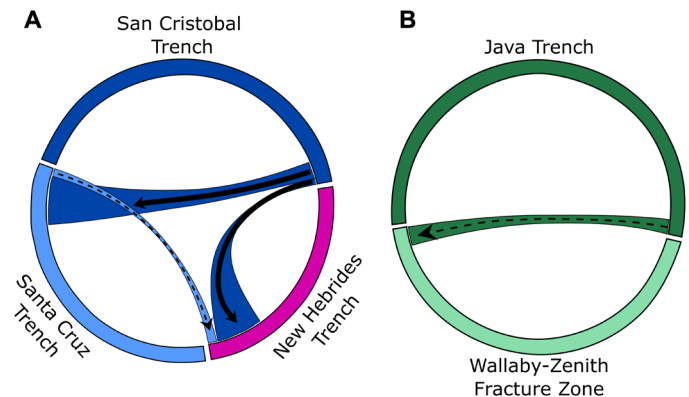 A
San Cristobal
Trench
Santa Cruz
Trench
New Hebrides
Trench
B
Java Trench
Wallaby-Zenith
Fracture Zone